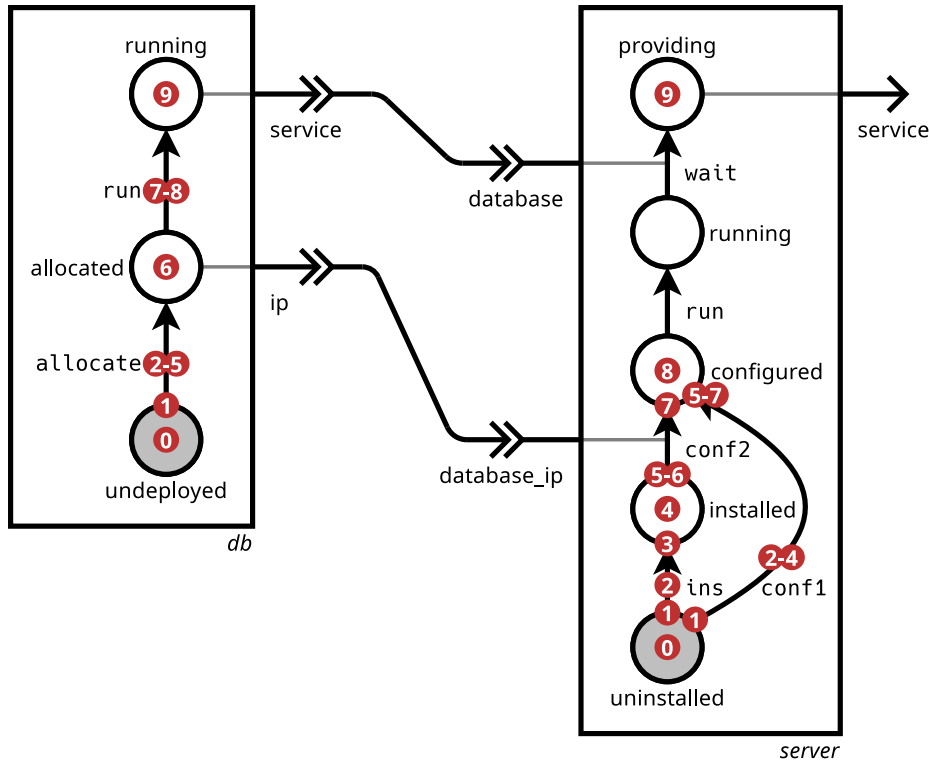 running
9
service
run
7-8
allocated
6
ip
allocate
2-5
1
0
undeployed
db
providing
9
service
database
wait
running
run
8
configured
7
5-7
database_ip
conf2
5-6
4
installed
3
2
ins
2-4
conf1
1
1
0
uninstalled
server